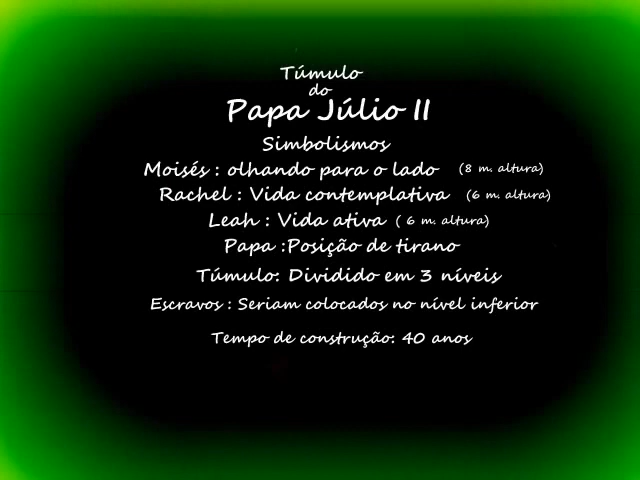 Túmulo
do
Papa Júlio II
Simbolismos
Moisés : olhando para o lado (8 m. altura)
Rachel : Vida contemplativa (6 m. altura)
Leah : Vida ativa ( 6 m. altura)
Papa :Posição de tirano
Túmulo: Dividido em 3 níveis
Escravos : Seriam colocados no nível inferior
Tempo de construção: 40 anos